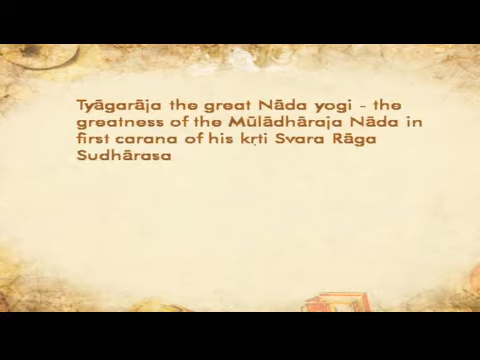 Tyāgarāja the great Nāda yogi - the
greatness of the Mūlādhāraja Nāda in
first carana of his kṛti Svara Rāga
Sudhārasa